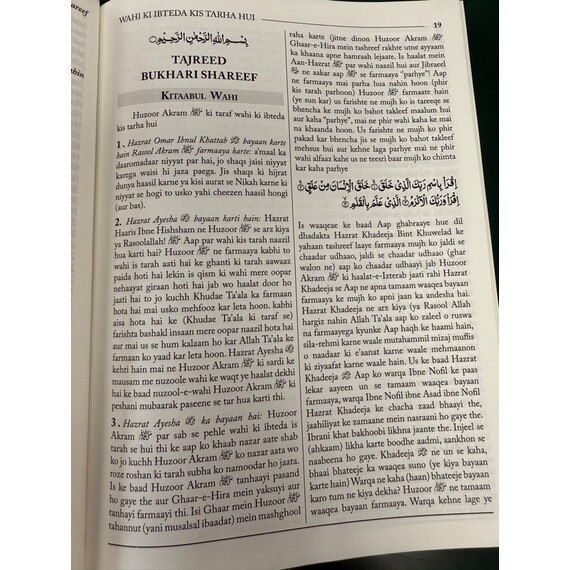 WAHI KI IBTEDA KIS TARHA HUI
19
بِسْمِ اللهِ الرَّحْمٰنِ الرَّحِيْمِ
TAJREED
BUKHARI SHAREEF
KITAABUL WAHI
Huzoor Akram ﷺ ki taraf wahi ki ibteda
kis tarha hui
1. Hazrat Omar Ibnul Khattab bayaan karte
hain Rasool Akram ﷺ farmaaya karte: a'maal ka
daaromadaar niyyat par hai, jo shaqs jaisi niyyat
karega waisi hi jaza paega. Jis shaqs ki hijrat
dunya haasil karne ya kisi aurat se Nikah karne ki
niyyat se hogi to usko yahi cheezen haasil hongi
(aur bas).
2. Hazrat Ayesha bayaan karti hain: Hazrat
Haaris Ibne Hishsham ne Huzoor ﷺ se arz kiya
ya Rasoolallah! ﷺ Aap par wahi kis tarah naazil
hua karti hai? Huzoor ﷺ ne farmaaya kabhi to
wahi is tarah aati hai ke ghanti ki tarah aawaaz
paida hoti hai lekin is qism ki wahi mere oopar
nehaayat giraan hoti hai jab wo haalat door ho
jaati hai to jo kuchh Khudae Ta'ala ka farmaan
hota hai mai usko mehfooz kar leta hoon. kabhi
aisa hota hai ke (Khudae Ta'ala ki taraf se)
farishta bashakl insaan mere oopar naazil hota hai
aur mai us se hum kalaam ho kar Allah Ta'ala ke
farmaan ko yaad kar leta hoon. Hazrat Ayesha
kehti hain mai ne Huzoor Akram ﷺ ki sardi ke
mausam me nuzoole wahi ke waqt ye haalat dekhi
hai ke baad nuzool-e-wahi Huzoor Akram ﷺ ki
peshani mubaarak paseene se tar hua karti thi.
3. Hazrat Ayesha ka bayaan hai: Huzoor
Akram ﷺ par sab se pehle wahi ki ibteda is
tarah se hui thi ke aap ko khaab nazar aate shab
ko jo kuchh Huzoor Akram ﷺ ko nazar aata wo
roze roshan ki tarah subha ko namoodar ho jaata.
Is ke baad Huzoor Akram ﷺ tanhaayi pasand
ho gaye the aur Ghaar-e-Hira mein yaksuyi aur
tanhayi farmaayi thi. Isi Ghaar mein Huzoor ﷺ
tahannut (yani musalsal ibaadat) mein mashghool
raha karte (jitne dinon Huzoor Akram ﷺ
Ghaar-e-Hira mein tashreef rakhte utne ayyaam
ka khaana apne hamraah lejaate. Is haalat mein
Aan-Hazrat ﷺ par wahi naazil hui aur Jibraeel
ne aakar aap ﷺ se farmaaya "parhye"! Aap
ne farmaaya mai parha hua nahin hoon (phir
kis tarah parhoon) Huzoor ﷺ farmaate hain
(ye sun kar) us farishte ne mujh ko is tareeqe se
bhencha ke mujh ko bahot takleef maalum hui
aur kaha "parhye", mai ne phir wahi kaha ke mai
na khaanda hoon. Us farishte ne mujh ko phir
pakad kar bhencha jis se mujh ko bahot takleef
mehsus hui aur kehne laga parhye mai ne phir
wahi alfaaz kahe us ne teesri baar mujh ko chimta
kar kaha parhye
اِقْرَأْ بِاسْمِ رَبِّكَ الَّذِىْ خَلَقَ خَلَقَ الْاِنْسَانَ مِنْ عَلَقٍ
اِقْرَأْ وَرَبُّكَ الْاَكْرَمُ الَّذِىْ عَلَّمَ بِالْقَلَمِ
Is waaqeae ke baad Aap ghabraaye hue dil
dhadakta Hazrat Khadeeja Bint Khuwelad ke
yahaan tashreef laaye farmaaya mujh ko jaldi se
chaadar udhaao, jaldi se chaadar udhaao (ghar
walon ne) aap ko chaadar udhaayi jab Huzoor
Akram ﷺ ki haalat-e-Izterab jaati rahi Hazrat
Khadeeja se Aap ne apna tamaam waaqea bayaan
farmaaya ke mujh ko apni jaan ka andesha hai.
Hazrat Khadeeja ne arz kiya (ya Rasool Allah
hargiz nahin Allah Ta'ala aap ko zaleel o ruswa
na farmaayega kyunke Aap haqh ke haami hain,
sila-rehmi karne waale mutahammil mizaj muflis
o naadaar ki e'aanat karne waale mehmaanon
ki ziyaafat karne waale hain. Us ke baad Hazrat
Khadeeja Aap ko warqa Ibne Nofil ke paas
lekar aayeen un se tamaam waaqea bayaan
farmaaya, warqa Ibne Nofil ibne Asad ibne Nofil
Hazrat Khadeeja ke chacha zaad bhaayi the,
jaahiliyat ke zamaane mein nasraani ho gaye the.
Ibrani khat bakhoobi likhna jaante the. Injeel se
(ahkaam) likha karte boodhe aadmi, aankhon se
naabeena ho gaye. Khadeeja ne un se kaha,
bhaai bhateeje ka waaqea suno (ye kiya bayaan
karte hain) Warqa ne kaha (haan) bhateeje bayaan
karo tum ne kiya dekha? Huzoor ﷺ ne tamaam
waaqea bayaan farmaaya. Warqa kehne lage ye